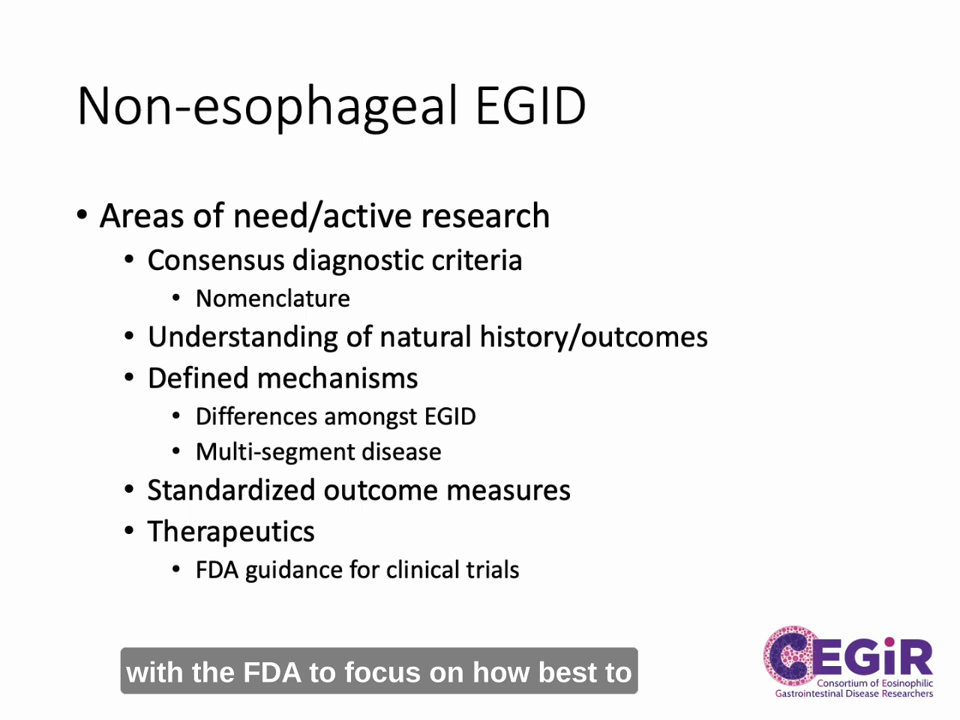 Non-esophageal EGID
• Areas of need/active research
• Consensus diagnostic criteria
• Nomenclature
• Understanding of natural history/outcomes
• Defined mechanisms
• Differences amongst EGID
• Multi-segment disease
• Standardized outcome measures
• Therapeutics
• FDA guidance for clinical trials
with the FDA to focus on how best to
CEGiR
Consortium of Eosinophilic
Gastrointestinal Disease Researchers